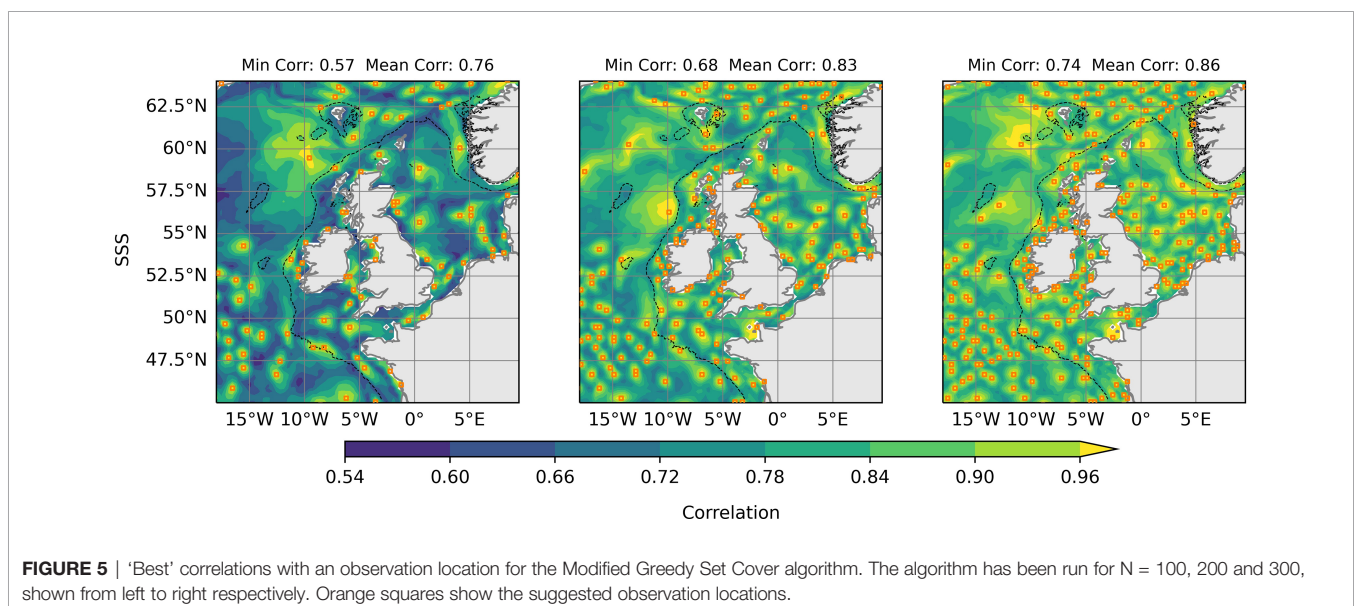 Min Corr: 0.57 Mean Corr: 0.76
Min Corr: 0.68 Mean Corr: 0.83
Min Corr: 0.74 Mean Corr: 0.86
62.5°N
60°N
57.5°N
55°N
52.5°N
50°N
47.5°N
SSS
15°W 10°W 5°W 0° 5°E
15°W 10°W 5°W 0° 5°E
15°W 10°W 5°W 0° 5°E
0.54 0.60 0.66 0.72 0.78 0.84 0.90 0.96
Correlation
FIGURE 5 | ‘Best’ correlations with an observation location for the Modified Greedy Set Cover algorithm. The algorithm has been run for N = 100, 200 and 300,
shown from left to right respectively. Orange squares show the suggested observation locations.